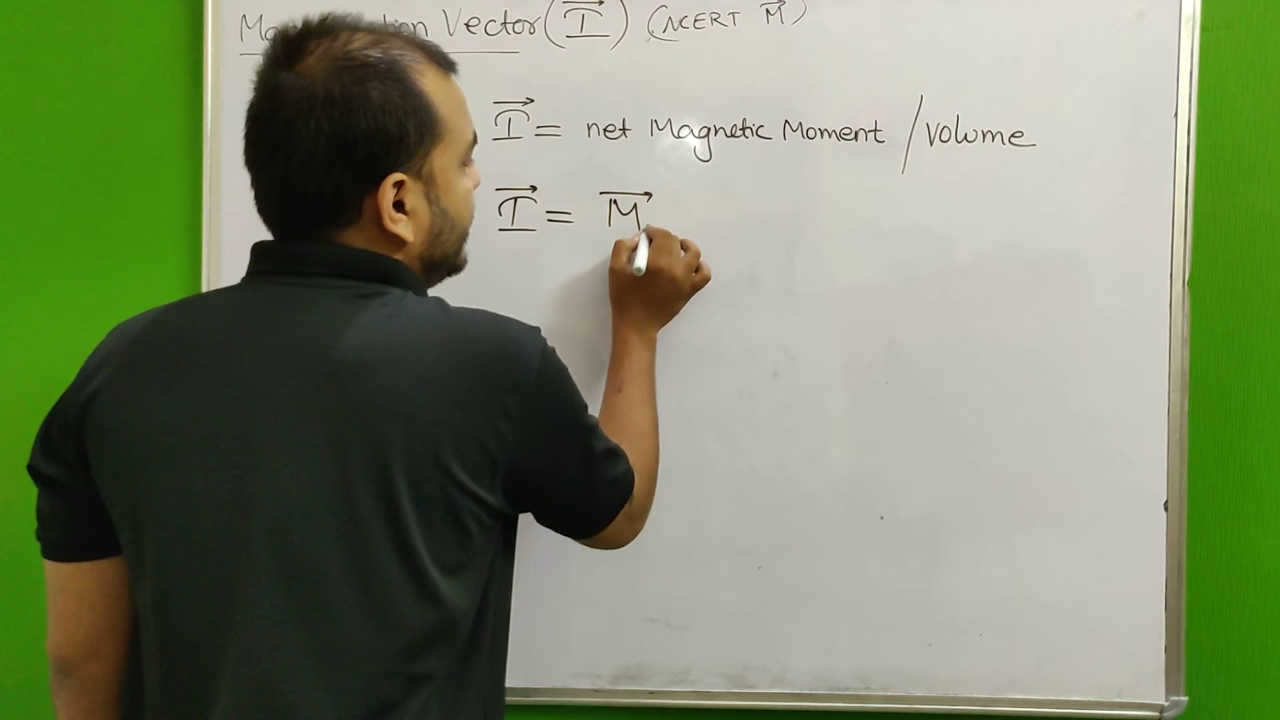 Vector (I⃗) (NCERT M⃗)
I⃗ = net Magnetic Moment / volume
I⃗ = M⃗